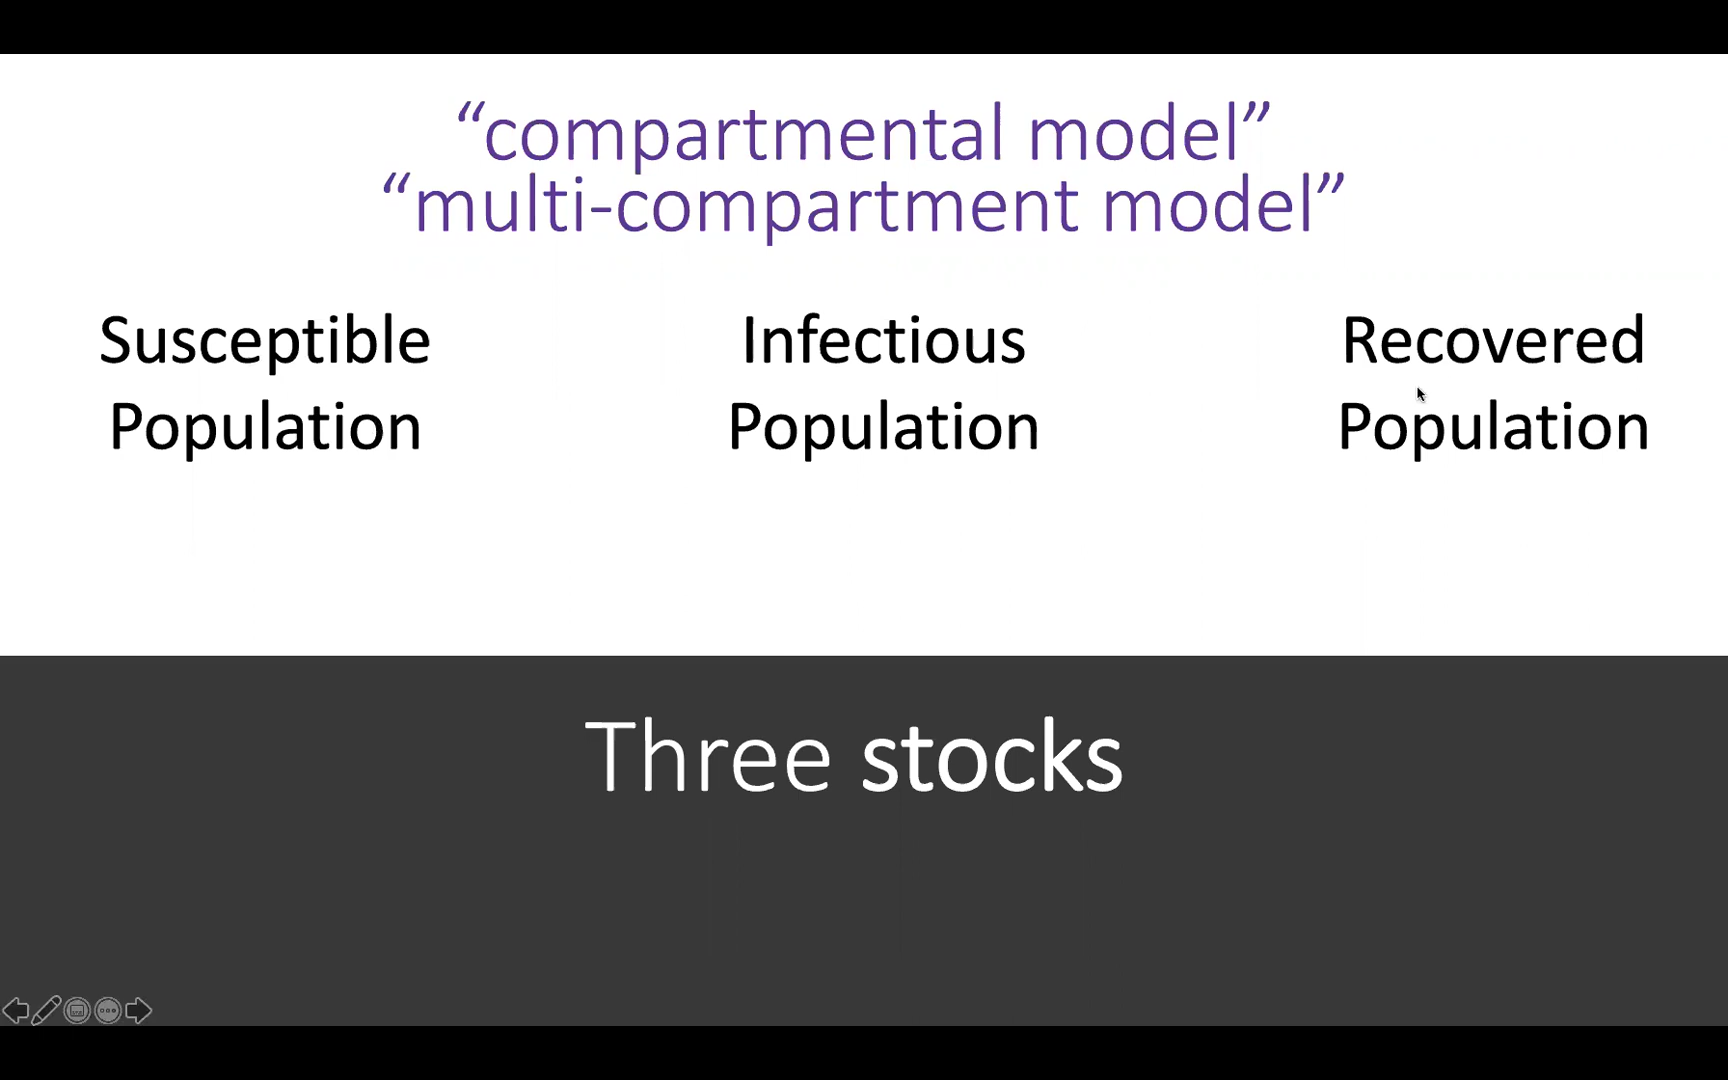 “compartmental model”
“multi-compartment model”
Susceptible
Population
Infectious
Population
Recovered
Population
Three stocks